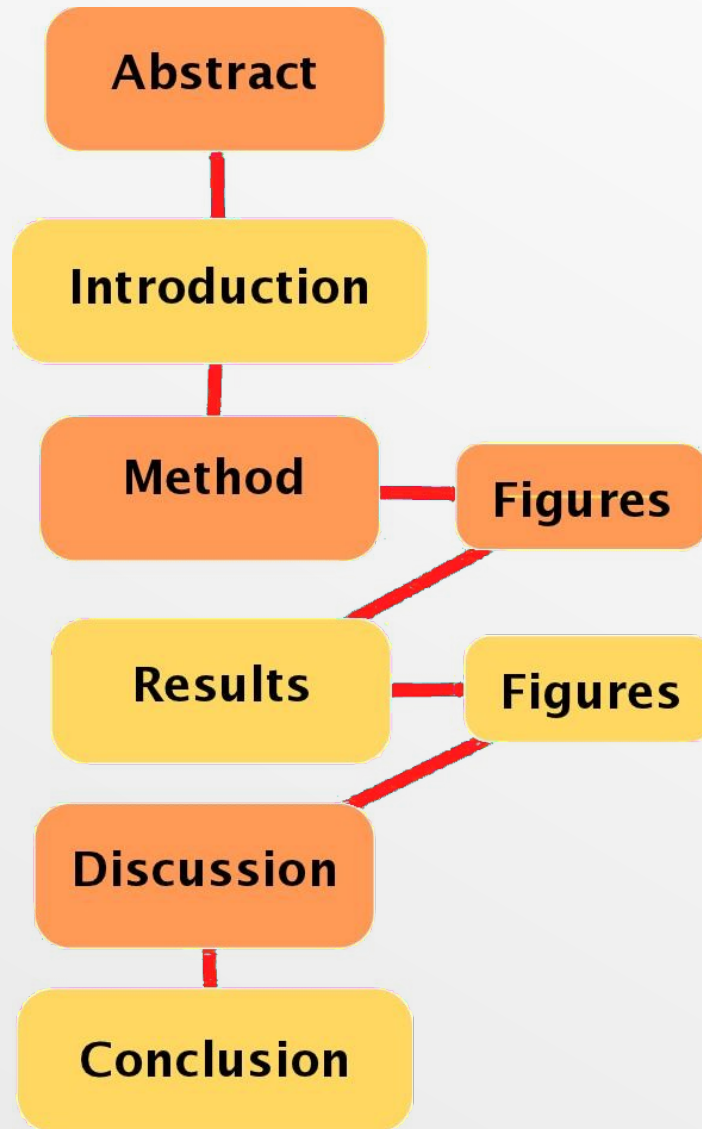 Abstract
Introduction
Method
Figures
Results
Figures
Discussion
Conclusion